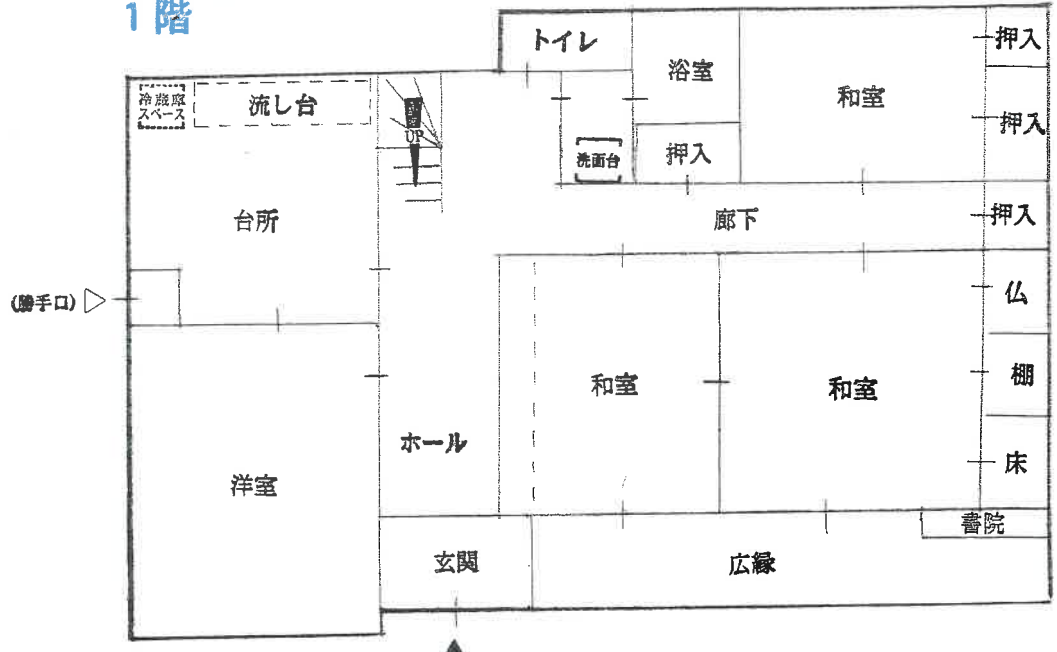 1階
トイレ
浴室
和室
押入
押入
冷蔵庫
スペース
流し台
UP
洗面台
押入
台所
廊下
押入
(勝手口)
仏
和室
和室
棚
ホール
床
洋室
書院
玄関
広縁